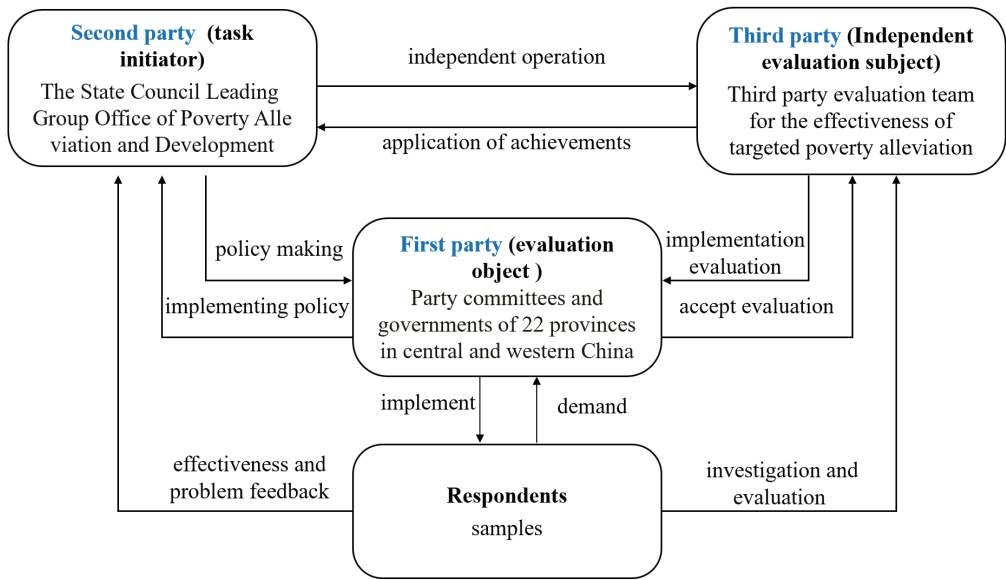 Second party (task
initiator)
The State Council Leading
Group Office of Poverty Alle
viation and Development
independent operation
application of achievements
Third party (Independent
evaluation subject)
Third party evaluation team
for the effectiveness of
targeted poverty alleviation
policy making
implementing policy
First party (evaluation
object )
Party committees and
governments of 22 provinces
in central and western China
implementation
evaluation
accept evaluation
implement
demand
effectiveness and
problem feedback
Respondents
samples
investigation and
evaluation